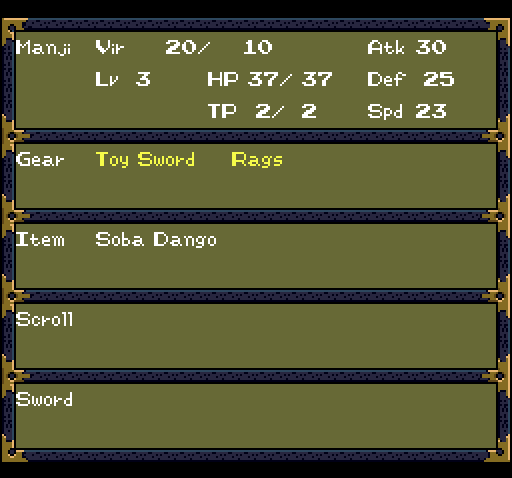 Manji Vir 20/ 10 Atk 30
Lv 3 HP 37/ 37 Def 25
TP 2/ 2 Spd 23
Gear Toy Sword Rags
Item Soba Dango
Scroll
Sword